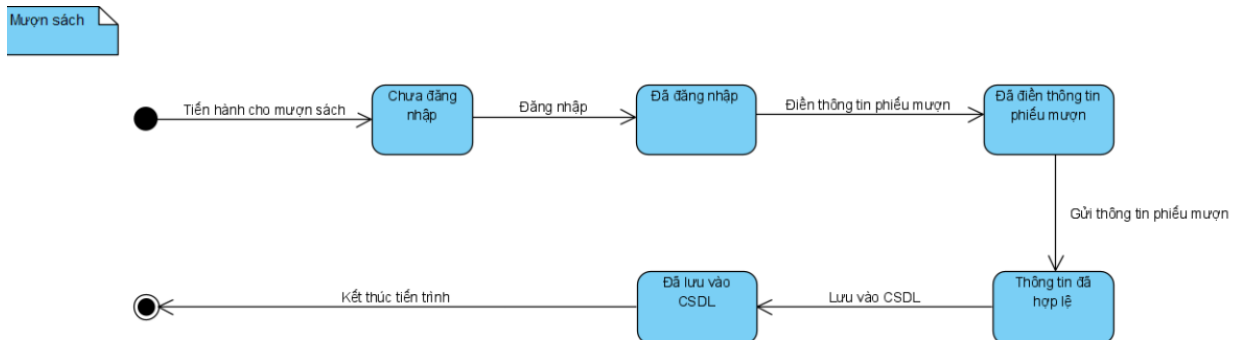 Mượn sách
Tiến hành cho mượn sách
Chưa đăng
nhập
Đăng nhập
Đã đăng nhập
Điền thông tin phiếu mượn
Đã điền thông tin
phiếu mượn
Gửi thông tin phiếu mượn
Thông tin đã
hợp lệ
Lưu vào CSDL
Đã lưu vào
CSDL
Kết thúc tiến trình